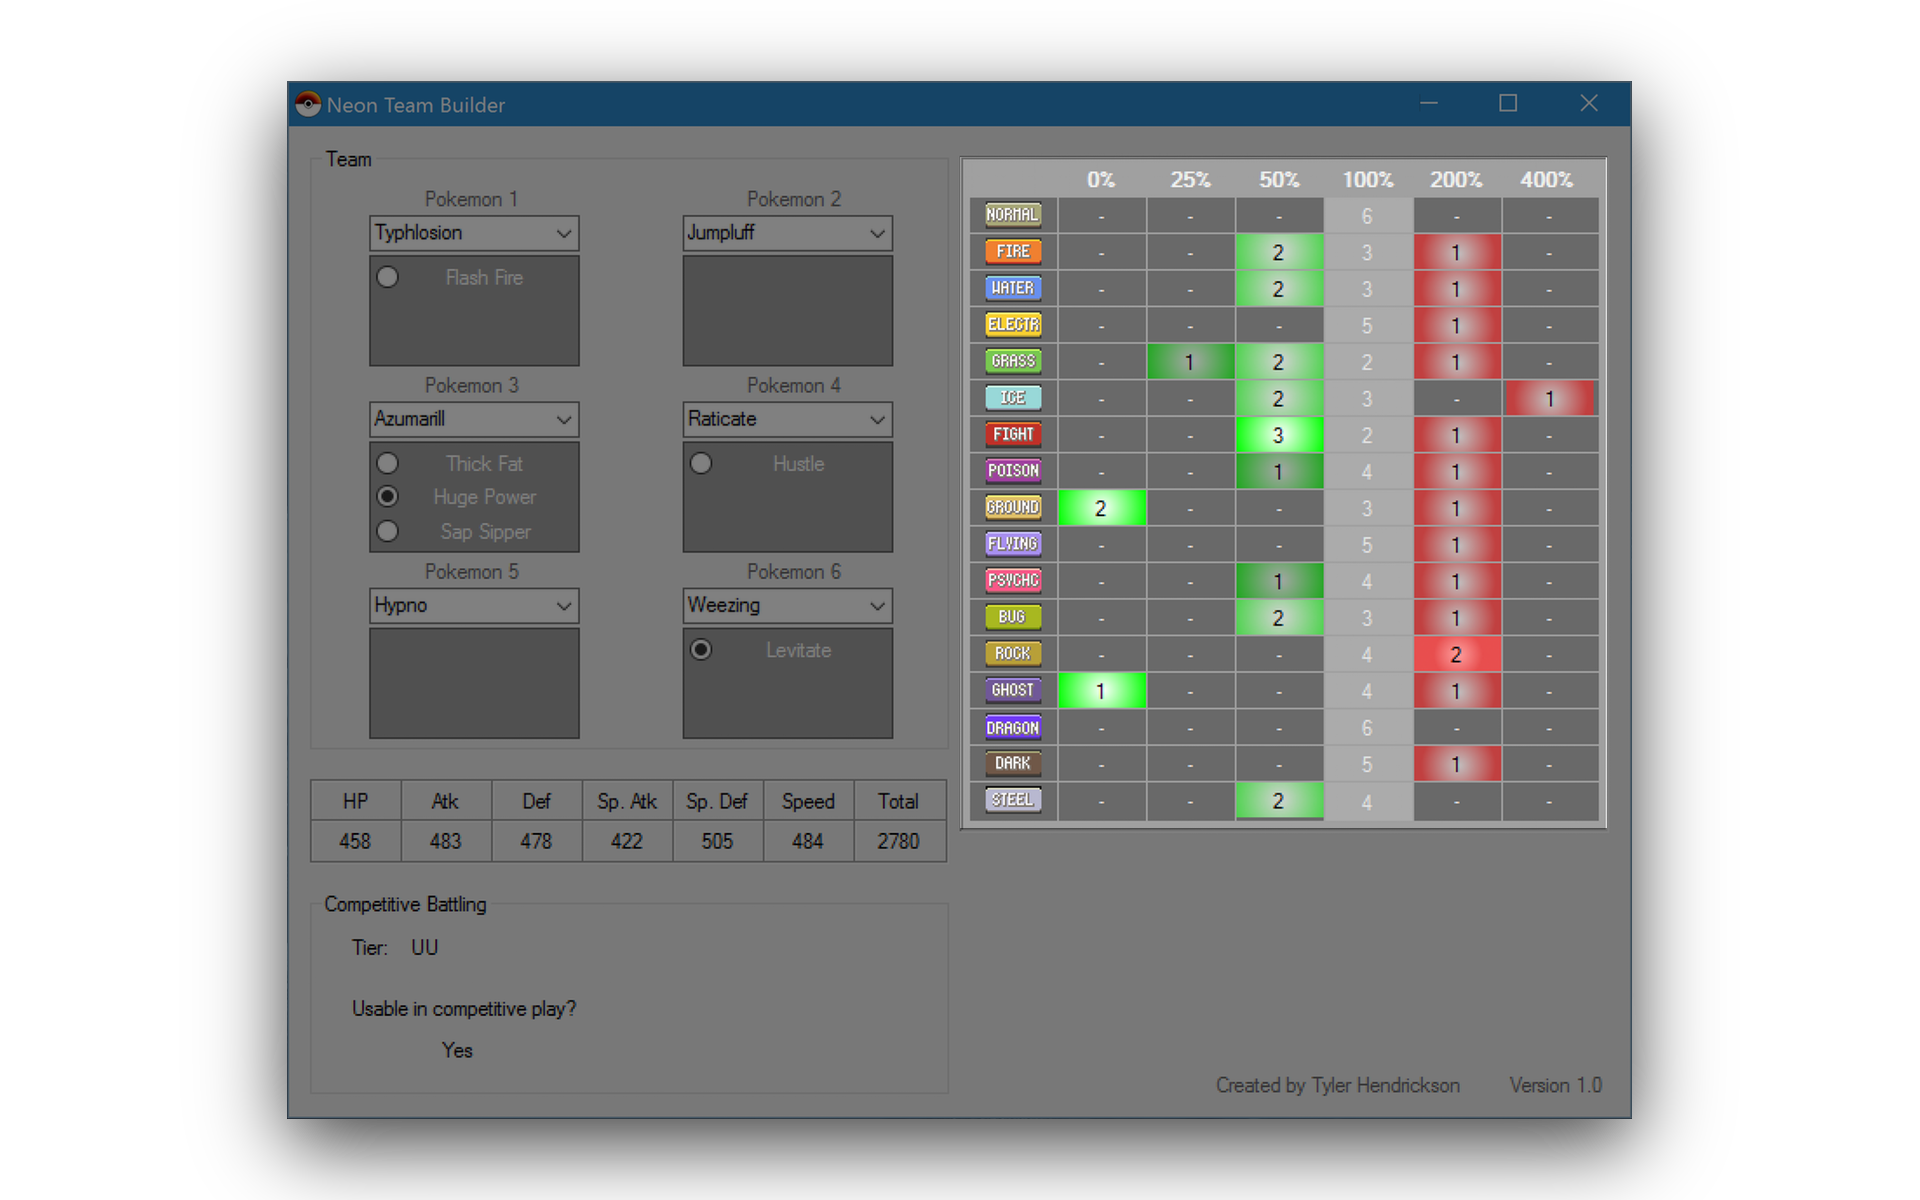 Neon Team Builder
Team
Pokemon 1 Pokemon 2
Typhlosion Jumpluff
Flash Fire
Pokemon 3 Pokemon 4
Azumarill Raticate
Thick Fat Hustle
Huge Power
Sap Sipper
Pokemon 5 Pokemon 6
Hypno Weezing
Levitate
HP Atk Def Sp. Atk Sp. Def Speed Total
458 483 478 422 505 484 2780
Competitive Battling
Tier: UU
Usable in competitive play?
Yes
0% 25% 50% 100% 200% 400%
NORMAL - - - 6 - -
FIRE - - 2 3 1 -
WATER - - 2 3 1 -
ELECTR - - - 5 1 -
GRASS - 1 2 2 1 -
ICE - - 2 3 - 1
FIGHT - - 3 2 1 -
POISON - - 1 4 1 -
GROUND 2 - - 3 1 -
FLYING - - - 5 1 -
PSYCHC - - 1 4 1 -
BUG - - 2 3 1 -
ROCK - - - 4 2 -
GHOST 1 - - 4 1 -
DRAGON - - - 6 - -
DARK - - - 5 1 -
STEEL - - 2 4 - -
Created by Tyler Hendrickson Version 1.0